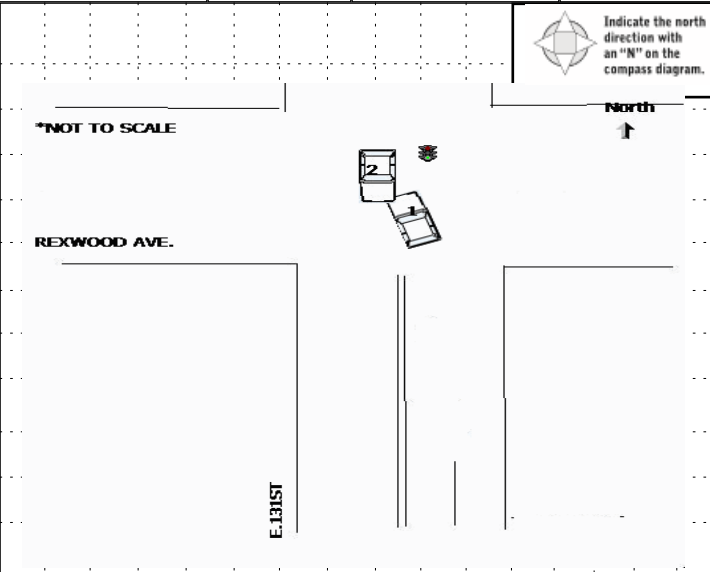 Indicate the north
direction with
an "N" on the
compass diagram.
North
*NOT TO SCALE
2
1
REXWOOD AVE.
E.131ST